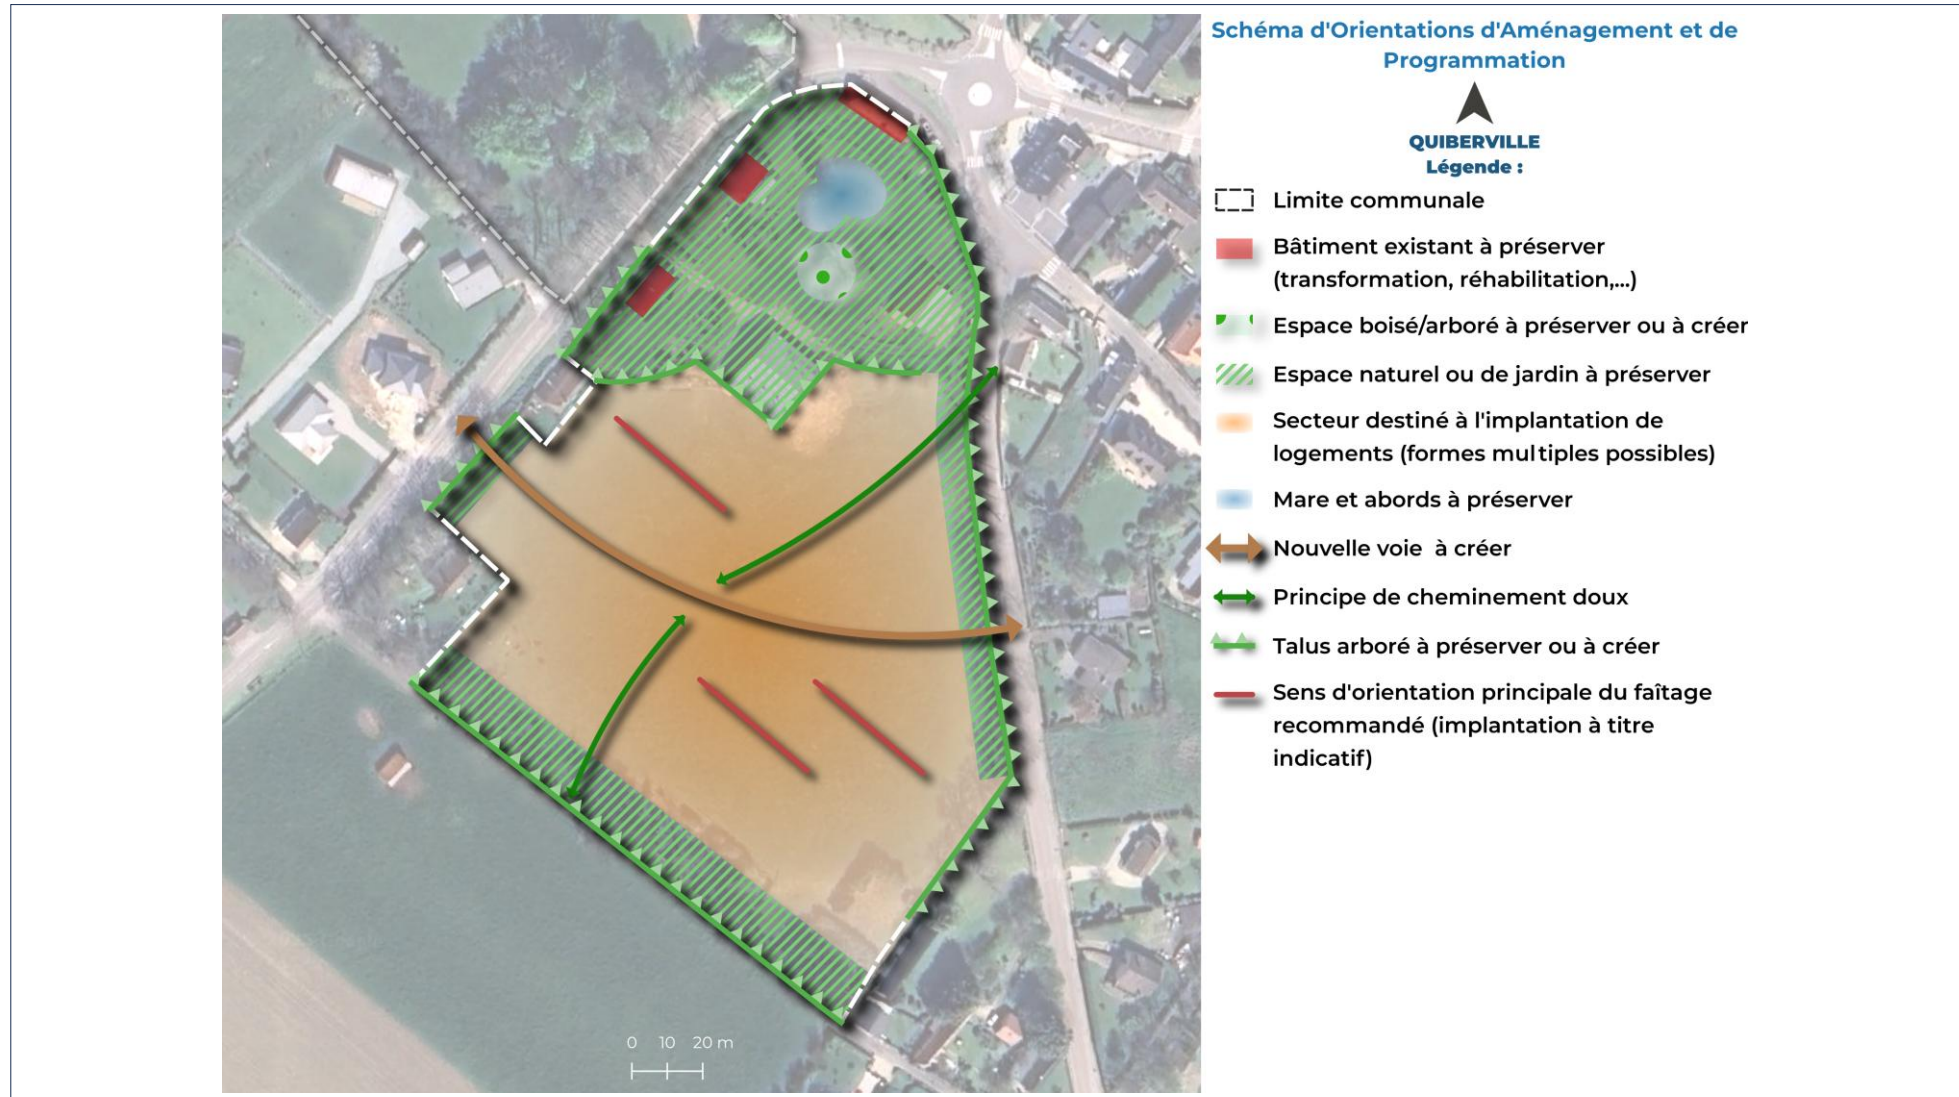 Schéma d'Orientations d'Aménagement et de
Programmation
QUIBERVILLE
Légende :
Limite communale
Bâtiment existant à préserver
(transformation, réhabilitation,...)
Espace boisé/arboré à préserver ou à créer
Espace naturel ou de jardin à préserver
Secteur destiné à l'implantation de
logements (formes multiples possibles)
Mare et abords à préserver
Nouvelle voie à créer
Principe de cheminement doux
Talus arboré à préserver ou à créer
Sens d'orientation principale du faîtage
recommandé (implantation à titre
indicatif)
0 10 20 m